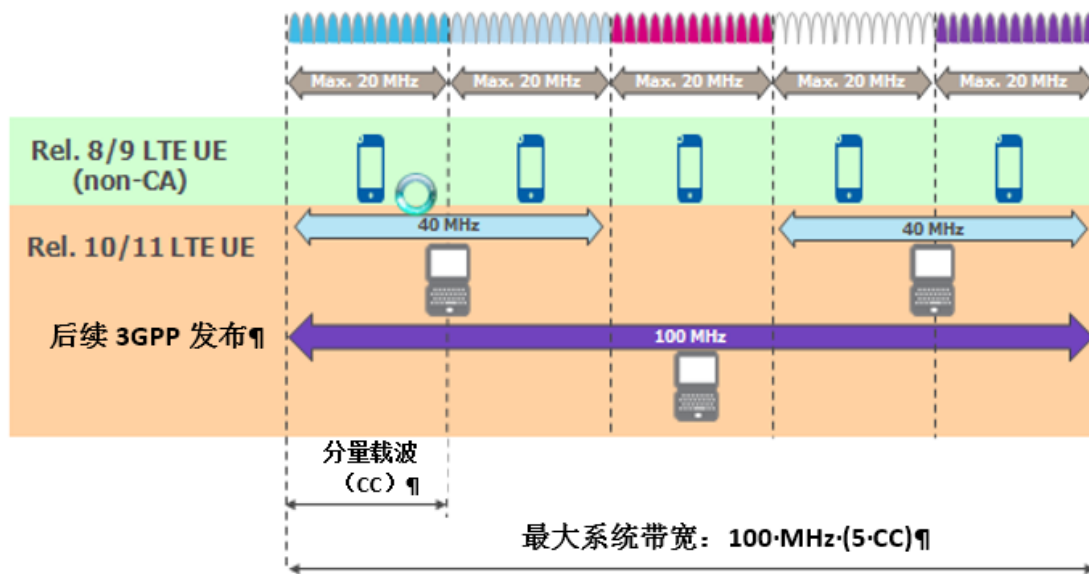 Max. 20 MHz Max. 20 MHz Max. 20 MHz Max. 20 MHz Max. 20 MHz
Rel. 8/9 LTE UE
(non-CA)
40 MHz 40 MHz
Rel. 10/11 LTE UE
后续 3GPP 发布¶
100 MHz
分量载波
（CC）¶
最大系统带宽：100·MHz·(5·CC)¶